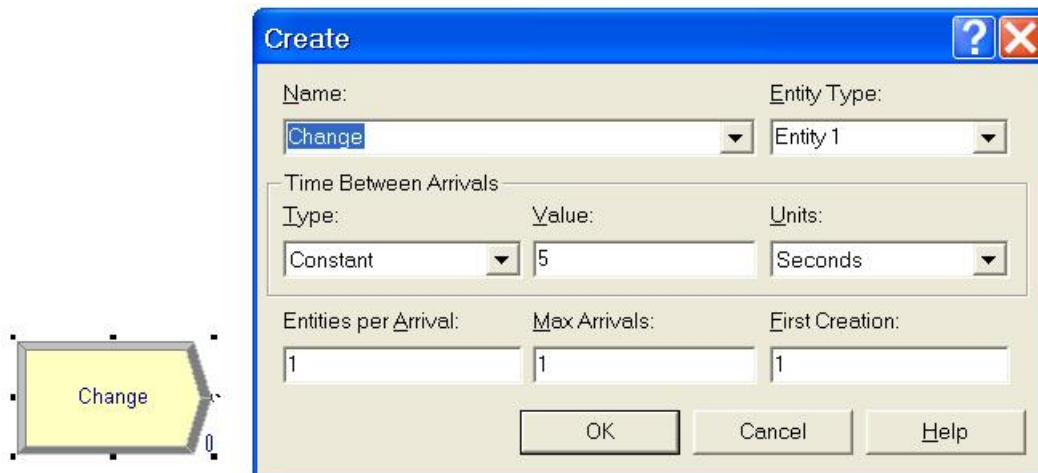 Create
Name: Entity Type:
Change Entity 1
Time Between Arrivals
Type: Value: Units:
Constant 5 Seconds
Entities per Arrival: Max Arrivals: First Creation:
1 1 1
OK Cancel Help
Change
0